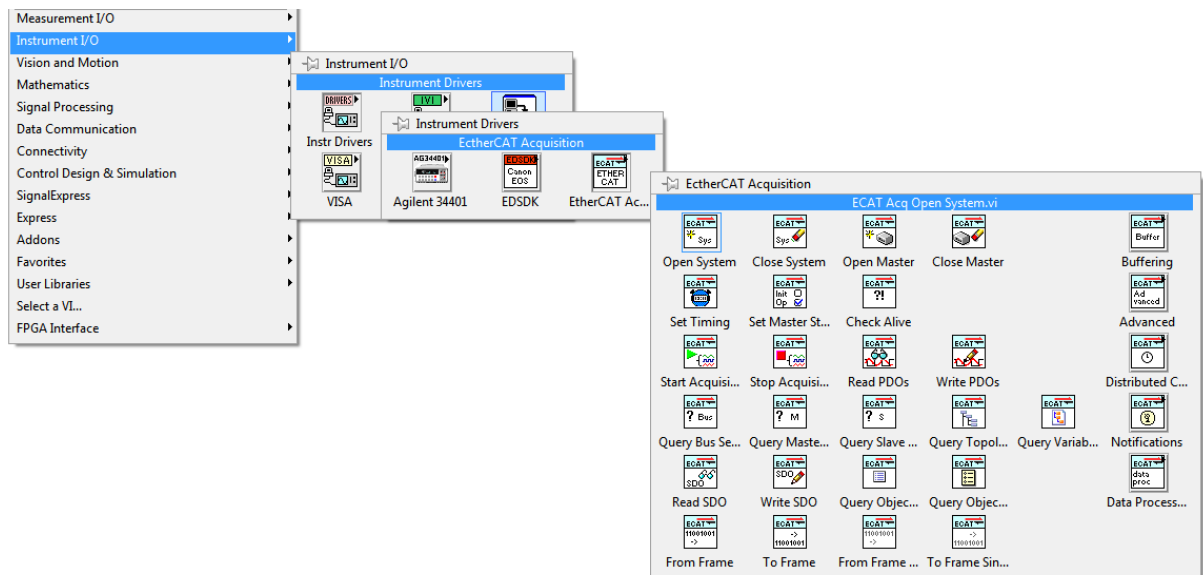 Measurement I/O
Instrument I/O
Vision and Motion
Mathematics
Signal Processing
Data Communication
Connectivity
Control Design & Simulation
SignalExpress
Express
Addons
Favorites
User Libraries
Select a VI...
FPGA Interface
Instrument I/O
Instrument Drivers
DRIVERS
IVI
Instr Drivers
VISA
VISA
Instrument Drivers
EctherCAT Acquisition
AG34401
EDSDK
Canon
EOS
ECAT
ETHER
CAT
Agilent 34401 EDSDK EtherCAT Ac...
EctherCAT Acquisition
ECAT Acq Open System.vi
ECAT ECAT ECAT ECAT ECAT
Sys Sys Buffer
Open System Close System Open Master Close Master Buffering
ECAT ECAT ECAT ECAT
Init
Op ?! Ad
vanced
Set Timing Set Master St... Check Alive Advanced
ECAT ECAT ECAT ECAT ECAT
Start Acquisi... Stop Acquisi... Read PDOs Write PDOs Distributed C...
ECAT ECAT ECAT ECAT ECAT ECAT
? Bus ? M ? S
Query Bus Se... Query Maste... Query Slave ... Query Topol... Query Variab... Notifications
ECAT ECAT ECAT ECAT ECAT
SDO SDO data
proc
Read SDO Write SDO Query Objec... Query Objec... Data Process...
ECAT ECAT ECAT ECAT
11001001 -> 11001001 ->
-> 11001001 -> 11001001
From Frame To Frame From Frame ... To Frame Sin...